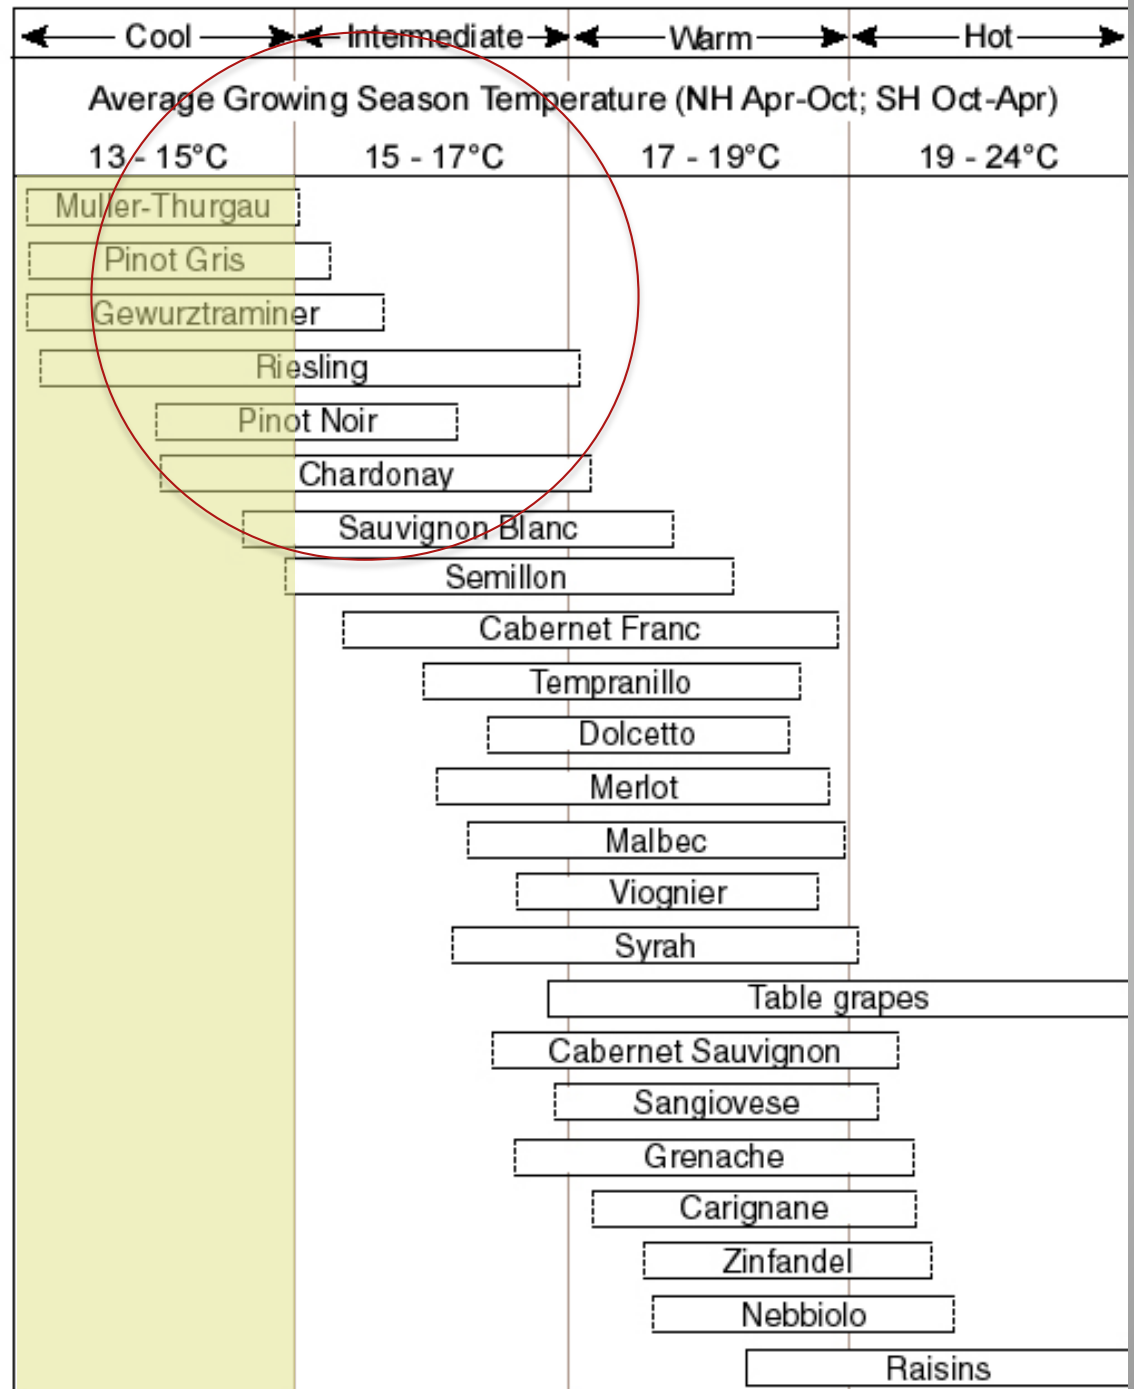 Cool Intermediate Warm Hot
Average Growing Season Temperature (NH Apr-Oct; SH Oct-Apr)
13 - 15°C 15 - 17°C 17 - 19°C 19 - 24°C
Muller-Thurgau
Pinot Gris
Gewurztraminer
Riesling
Pinot Noir
Chardonay
Sauvignon Blanc
Semillon
Cabernet Franc
Tempranillo
Dolcetto
Merlot
Malbec
Viognier
Syrah
Table grapes
Cabernet Sauvignon
Sangiovese
Grenache
Carignane
Zinfandel
Nebbiolo
Raisins